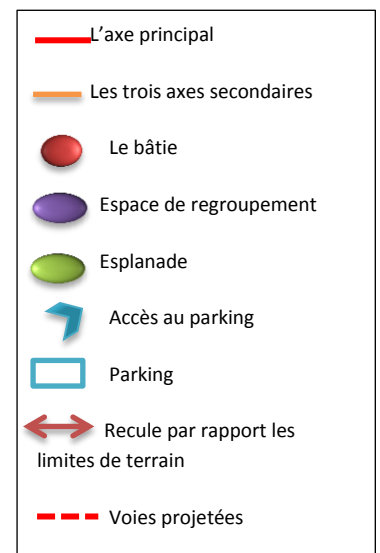 L’axe principal
Les trois axes secondaires
Le bâtie
Espace de regroupement
Esplanade
Accès au parking
Parking
Recule par rapport les
limites de terrain
Voies projetées